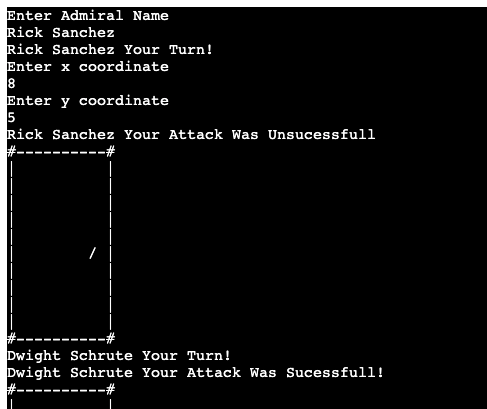 Enter Admiral Name
Rick Sanchez
Rick Sanchez Your Turn!
Enter x coordinate
8
Enter y coordinate
5
Rick Sanchez Your Attack Was Unsucessfull
#----------#
|          |
|          |
|          |
|          |
|          |
|        / |
|          |
|          |
|          |
|          |
#----------#
Dwight Schrute Your Turn!
Dwight Schrute Your Attack Was Sucessfull!
#----------#
|          |